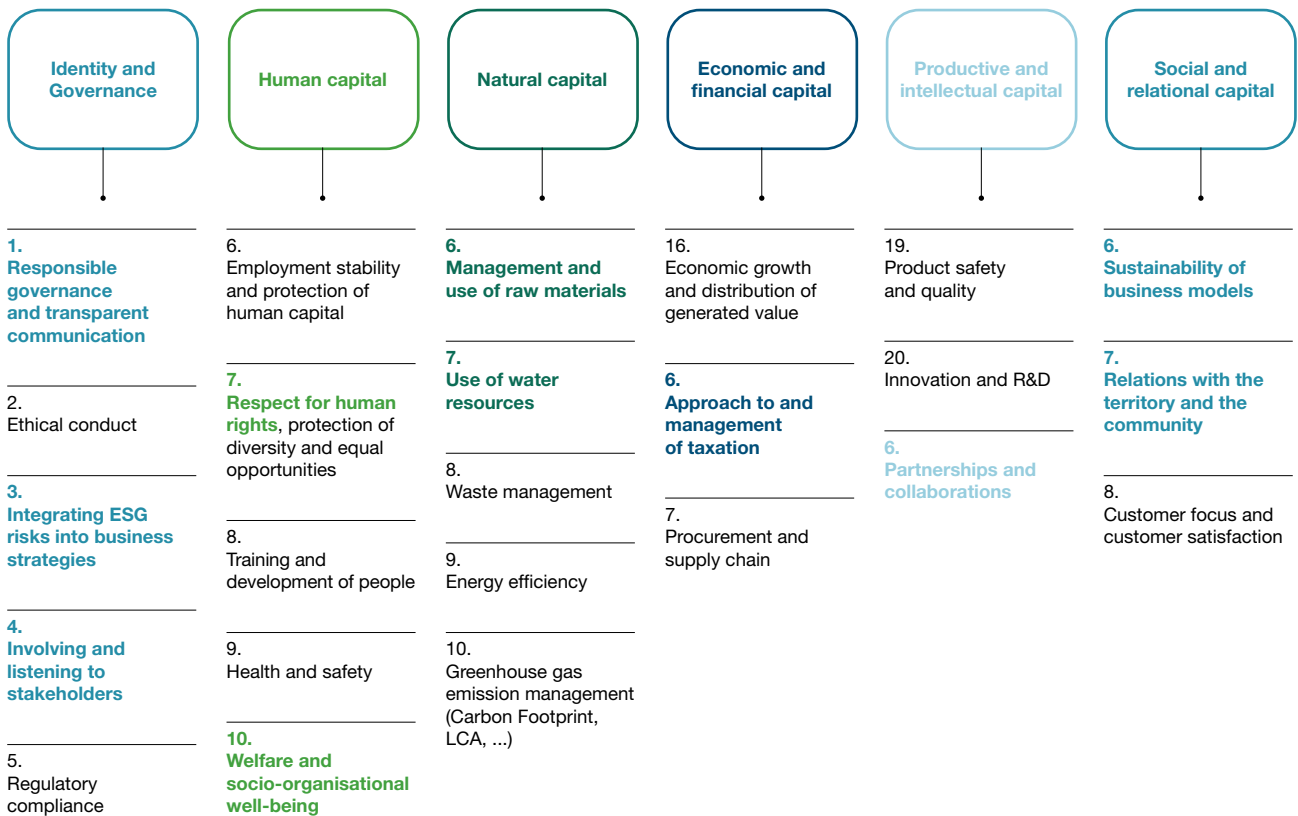 Identity and
Governance
Human capital
Natural capital
Economic and
financial capital
Productive and
intellectual capital
Social and
relational capital
1.
Responsible
governance
and transparent
communication
2.
Ethical conduct
3.
Integrating ESG
risks into business
strategies
4.
Involving and
listening to
stakeholders
5.
Regulatory
compliance
6.
Employment stability
and protection of
human capital
7.
Respect for human
rights, protection of
diversity and equal
opportunities
8.
Training and
development of people
9.
Health and safety
10.
Welfare and
socio-organisational
well-being
6.
Management and
use of raw materials
7.
Use of water
resources
8.
Waste management
9.
Energy efficiency
10.
Greenhouse gas
emission management
(Carbon Footprint,
LCA, ...)
16.
Economic growth
and distribution of
generated value
6.
Approach to and
management
of taxation
7.
Procurement and
supply chain
19.
Product safety
and quality
20.
Innovation and R&D
6.
Partnerships and
collaborations
6.
Sustainability of
business models
7.
Relations with the
territory and the
community
8.
Customer focus and
customer satisfaction